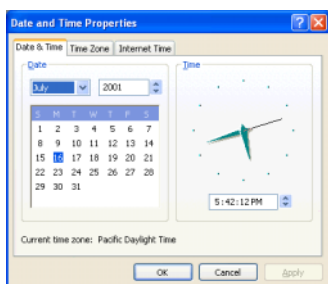 Date and Time Properties
Date & Time Time Zone Internet Time
Date
Time
July 2001
S M T W T F S
1 2 3 4 5 6 7
8 9 10 11 12 13 14
15 16 17 18 19 20 21
22 23 24 25 26 27 28
29 30 31
5:42:12 PM
Current time zone: Pacific Daylight Time
OK Cancel Apply